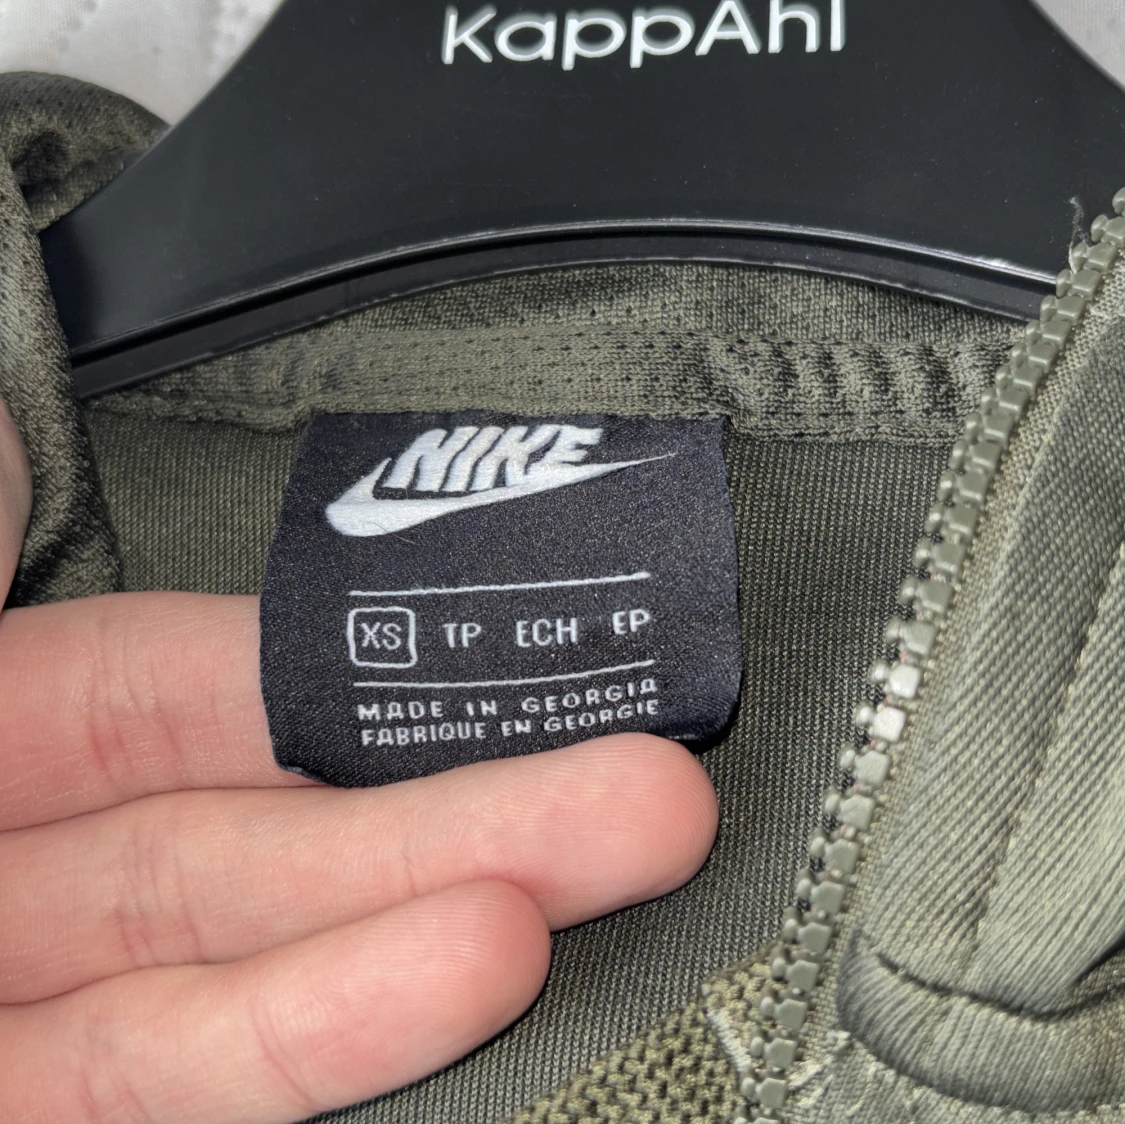 KappAhl
NIKE
XS TP ECH EP
MADE IN GEORGIA
FABRIQUE EN GEORGIE